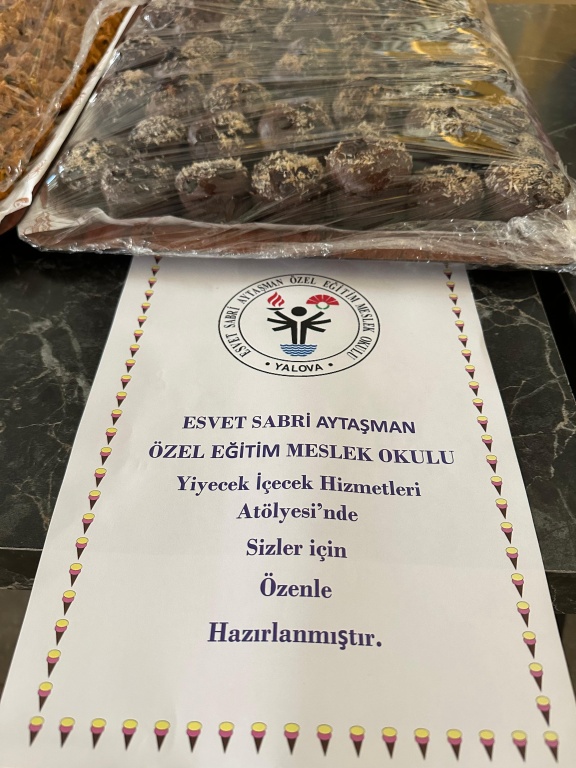 ESVET SABRİ AYTAŞMAN ÖZEL EĞİTİM MESLEK OKULU
• YALOVA •
ESVET SABRİ AYTAŞMAN
ÖZEL EĞİTİM MESLEK OKULU
Yiyecek İçecek Hizmetleri
Atölyesi'nde
Sizler için
Özenle
Hazırlanmıştır.